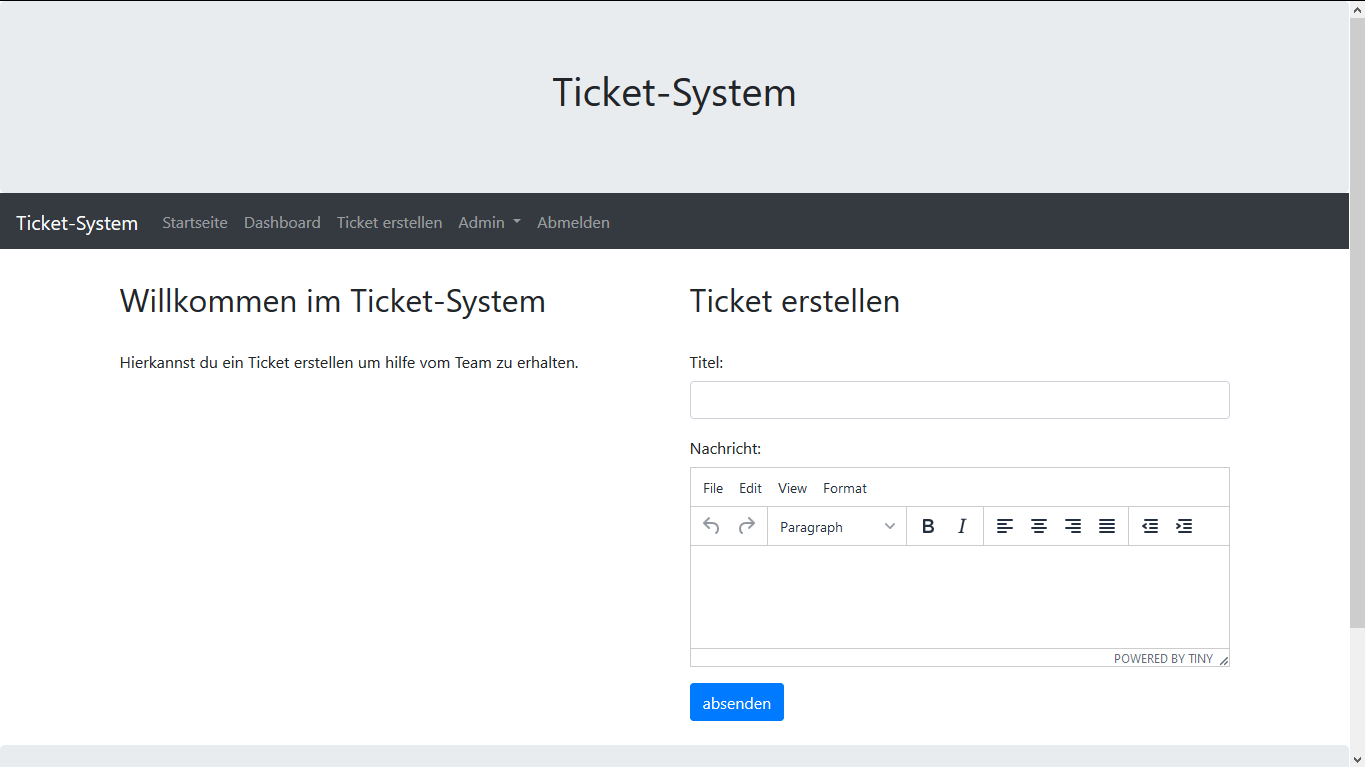 Ticket-System
Ticket-System Startseite Dashboard Ticket erstellen Admin Abmelden
Willkommen im Ticket-System
Hierkannst du ein Ticket erstellen um hilfe vom Team zu erhalten.
Ticket erstellen
Titel:
Nachricht:
File Edit View Format
Paragraph B I
POWERED BY TINY
absenden